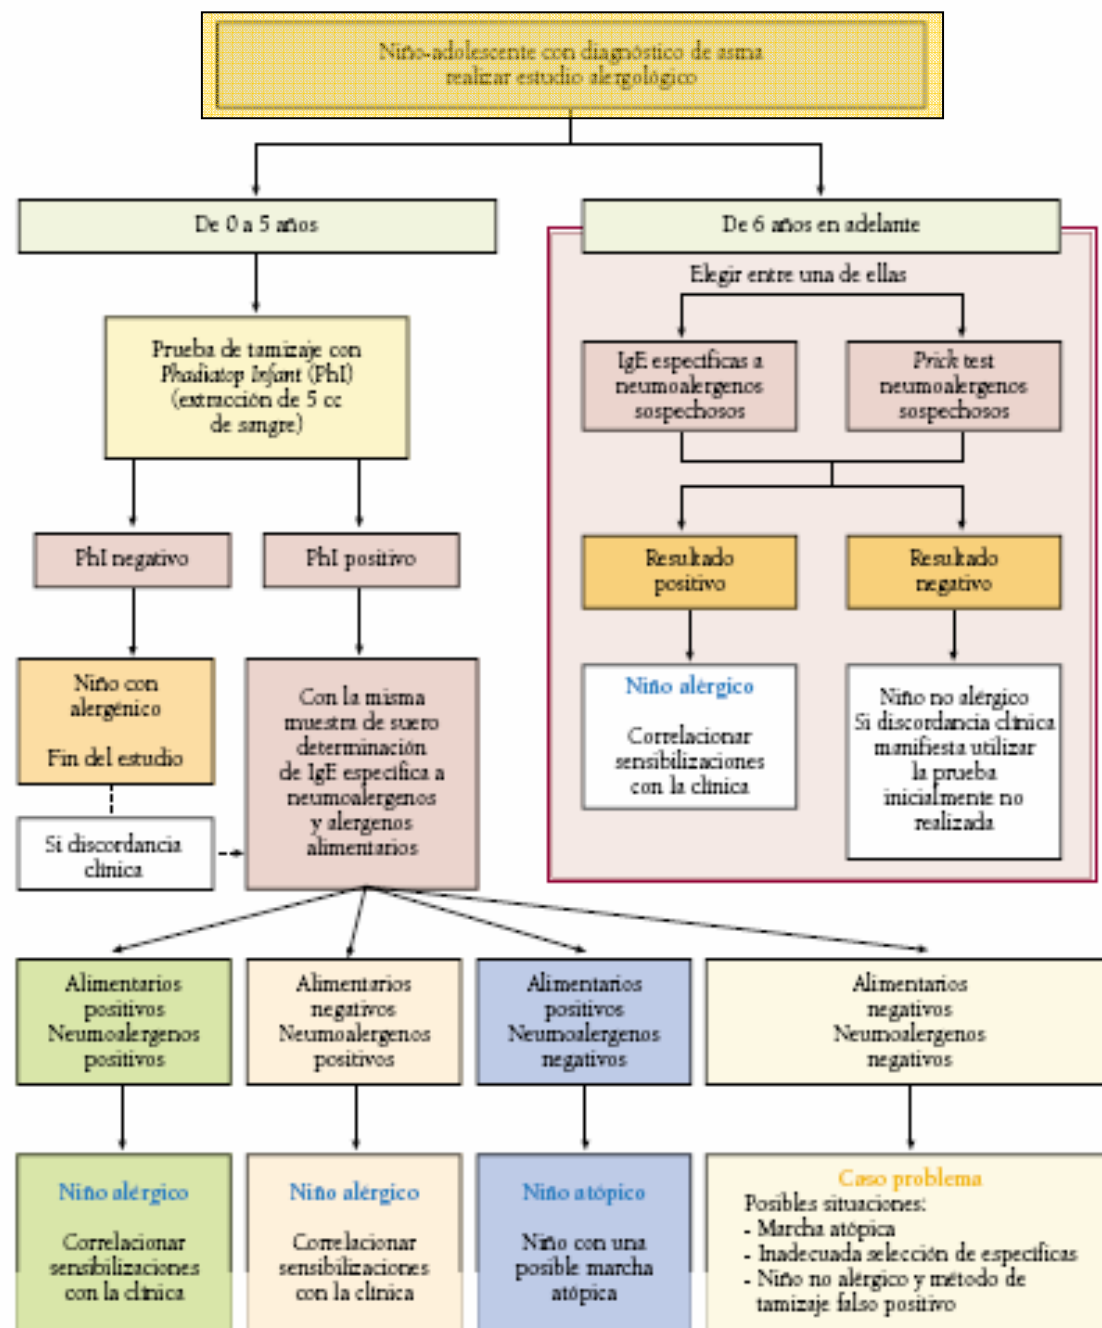 Niño-adolescente con diagnóstico de asma
realizar estudio alergológico
De 0 a 5 años
Prueba de tamizaje con
Phadiatop Infant (PhI)
(extracción de 5 cc
de sangre)
PhI negativo
PhI positivo
Niño con
alergénico
Fin del estudio
Si discordancia
clínica
Con la misma
muestra de suero
determinación
de IgE específica a
neumoalergenos
y alergenos
alimentarios
De 6 años en adelante
Elegir entre una de ellas
IgE específicas a
neumoalergenos
sospechosos
Prick test
neumoalergenos
sospechosos
Resultado
positivo
Resultado
negativo
Niño alérgico
Correlacionar
sensibilizaciones
con la clínica
Niño no alérgico
Si discordancia clínica
manifiesta utilizar
la prueba
inicialmente no
realizada
Alimentarios
positivos
Neumoalergenos
positivos
Alimentarios
negativos
Neumoalergenos
positivos
Alimentarios
positivos
Neumoalergenos
negativos
Alimentarios
negativos
Neumoalergenos
negativos
Niño alérgico
Correlacionar
sensibilizaciones
con la clínica
Niño alérgico
Correlacionar
sensibilizaciones
con la clínica
Niño atópico
Niño con una
posible marcha
atópica
Caso problema
Posibles situaciones:
- Marcha atópica
- Inadecuada selección de específicas
- Niño no alérgico y método de
tamizaje falso positivo